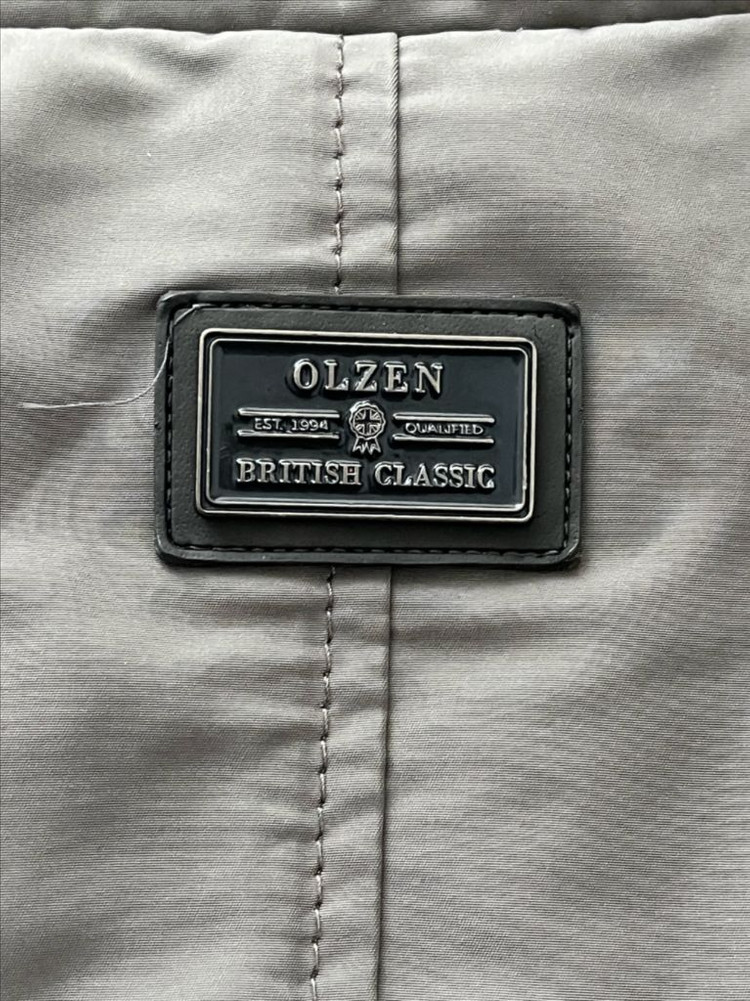 OLZEN
EST. 1994 QUALIFIED
BRITISH CLASSIC